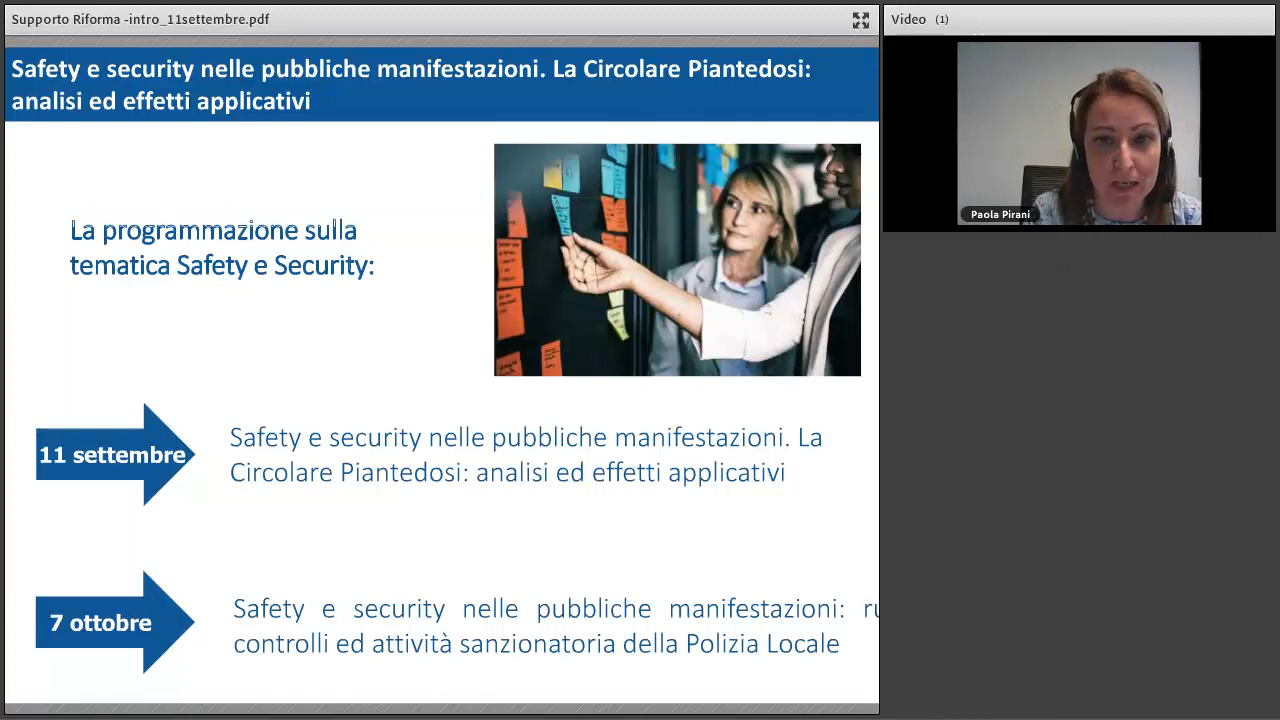 Supporto Riforma -intro_11settembre.pdf
Video (1)
Safety e security nelle pubbliche manifestazioni. La Circolare Piantedosi:
analisi ed effetti applicativi
La programmazione sulla
tematica Safety e Security:
Paola Pirani
11 settembre
Safety e security nelle pubbliche manifestazioni. La
Circolare Piantedosi: analisi ed effetti applicativi
7 ottobre
Safety e security nelle pubbliche manifestazioni:
controlli ed attività sanzionatoria della Polizia Locale